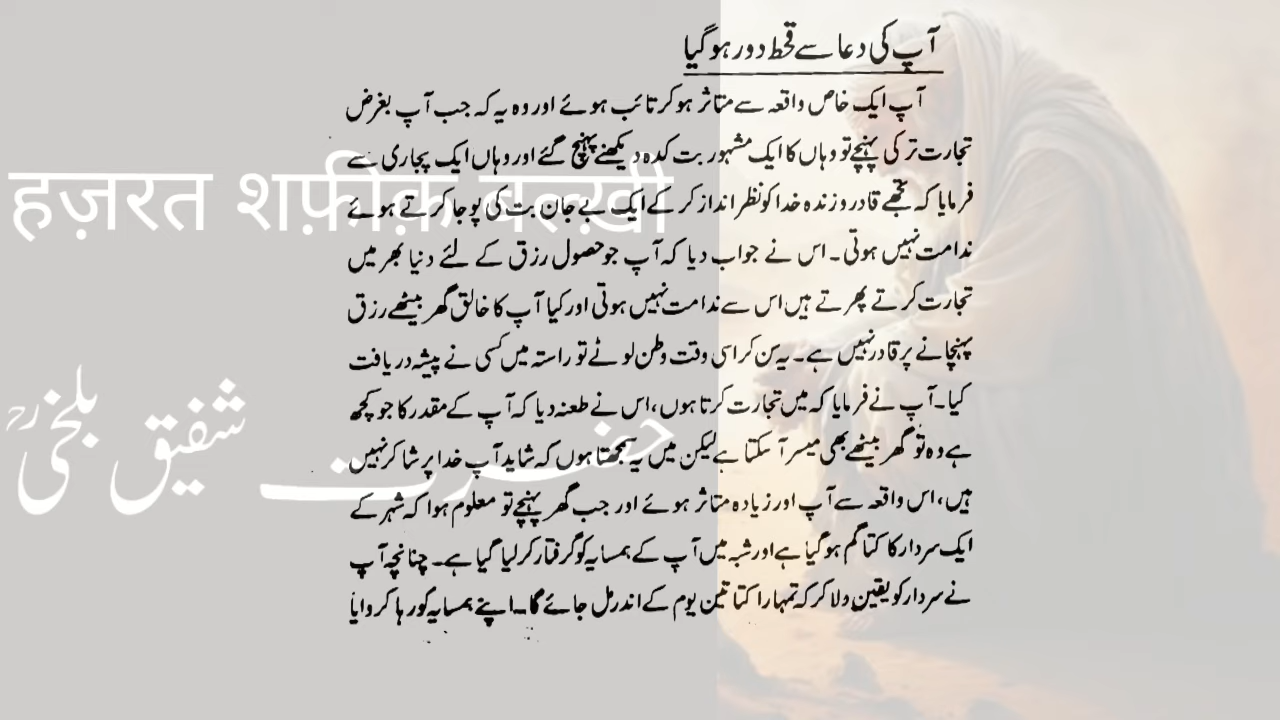 آپ کی دعا سے قحط دور ہوگیا
آپ ایک خاص واقعہ سے متاثر ہوکر تائب ہوئے اور وہ یہ کہ جب آپ بغرض
تجارت ترکی پہنچے تو وہاں کا ایک مشہور بت کدہ دیکھنے پہنچ گئے اور وہاں ایک پجاری سے
فرمایا کہ تجھے قادر و زندہ خدا کو نظر انداز کر کے ایک بے جان بت کی پوجا کرتے ہوئے
ندامت نہیں ہوتی۔ اس نے جواب دیا کہ آپ جو حصول رزق کے لئے دنیا بھر میں
تجارت کرتے پھرتے ہیں اس سے ندامت نہیں ہوتی اور کیا آپ کا خالق گھر بیٹھے رزق
پہنچانے پر قادر نہیں ہے۔ یہ سن کر اسی وقت وطن لوٹے تو راستہ میں کسی نے پیشہ دریافت
کیا۔ آپ نے فرمایا کہ میں تجارت کرتا ہوں، اس نے طعنہ دیا کہ آپ کے مقدر کا جو کچھ
ہے وہ تو گھر بیٹھے بھی میسر آ سکتا ہے لیکن میں یہ سمجھتا ہوں کہ شاید آپ خدا پر شاکر نہیں
ہیں، اس واقعہ سے آپ اور زیادہ متاثر ہوئے اور جب گھر پہنچے تو معلوم ہوا کہ شہر کے
ایک سردار کا کتا گم ہوگیا ہے اور شبہ میں آپ کے ہمسایہ کو گرفتار کرلیا گیا ہے۔ چنانچہ آپ
نے سردار کو یقین دلا کر کہ تمہارا کتا تین یوم کے اندر مل جائے گا۔ اپنے ہمسایہ کو رہا کروایا
हज़रत शफ़ीक़ बल्ख़ी
حضرت شفیق بلخی رح